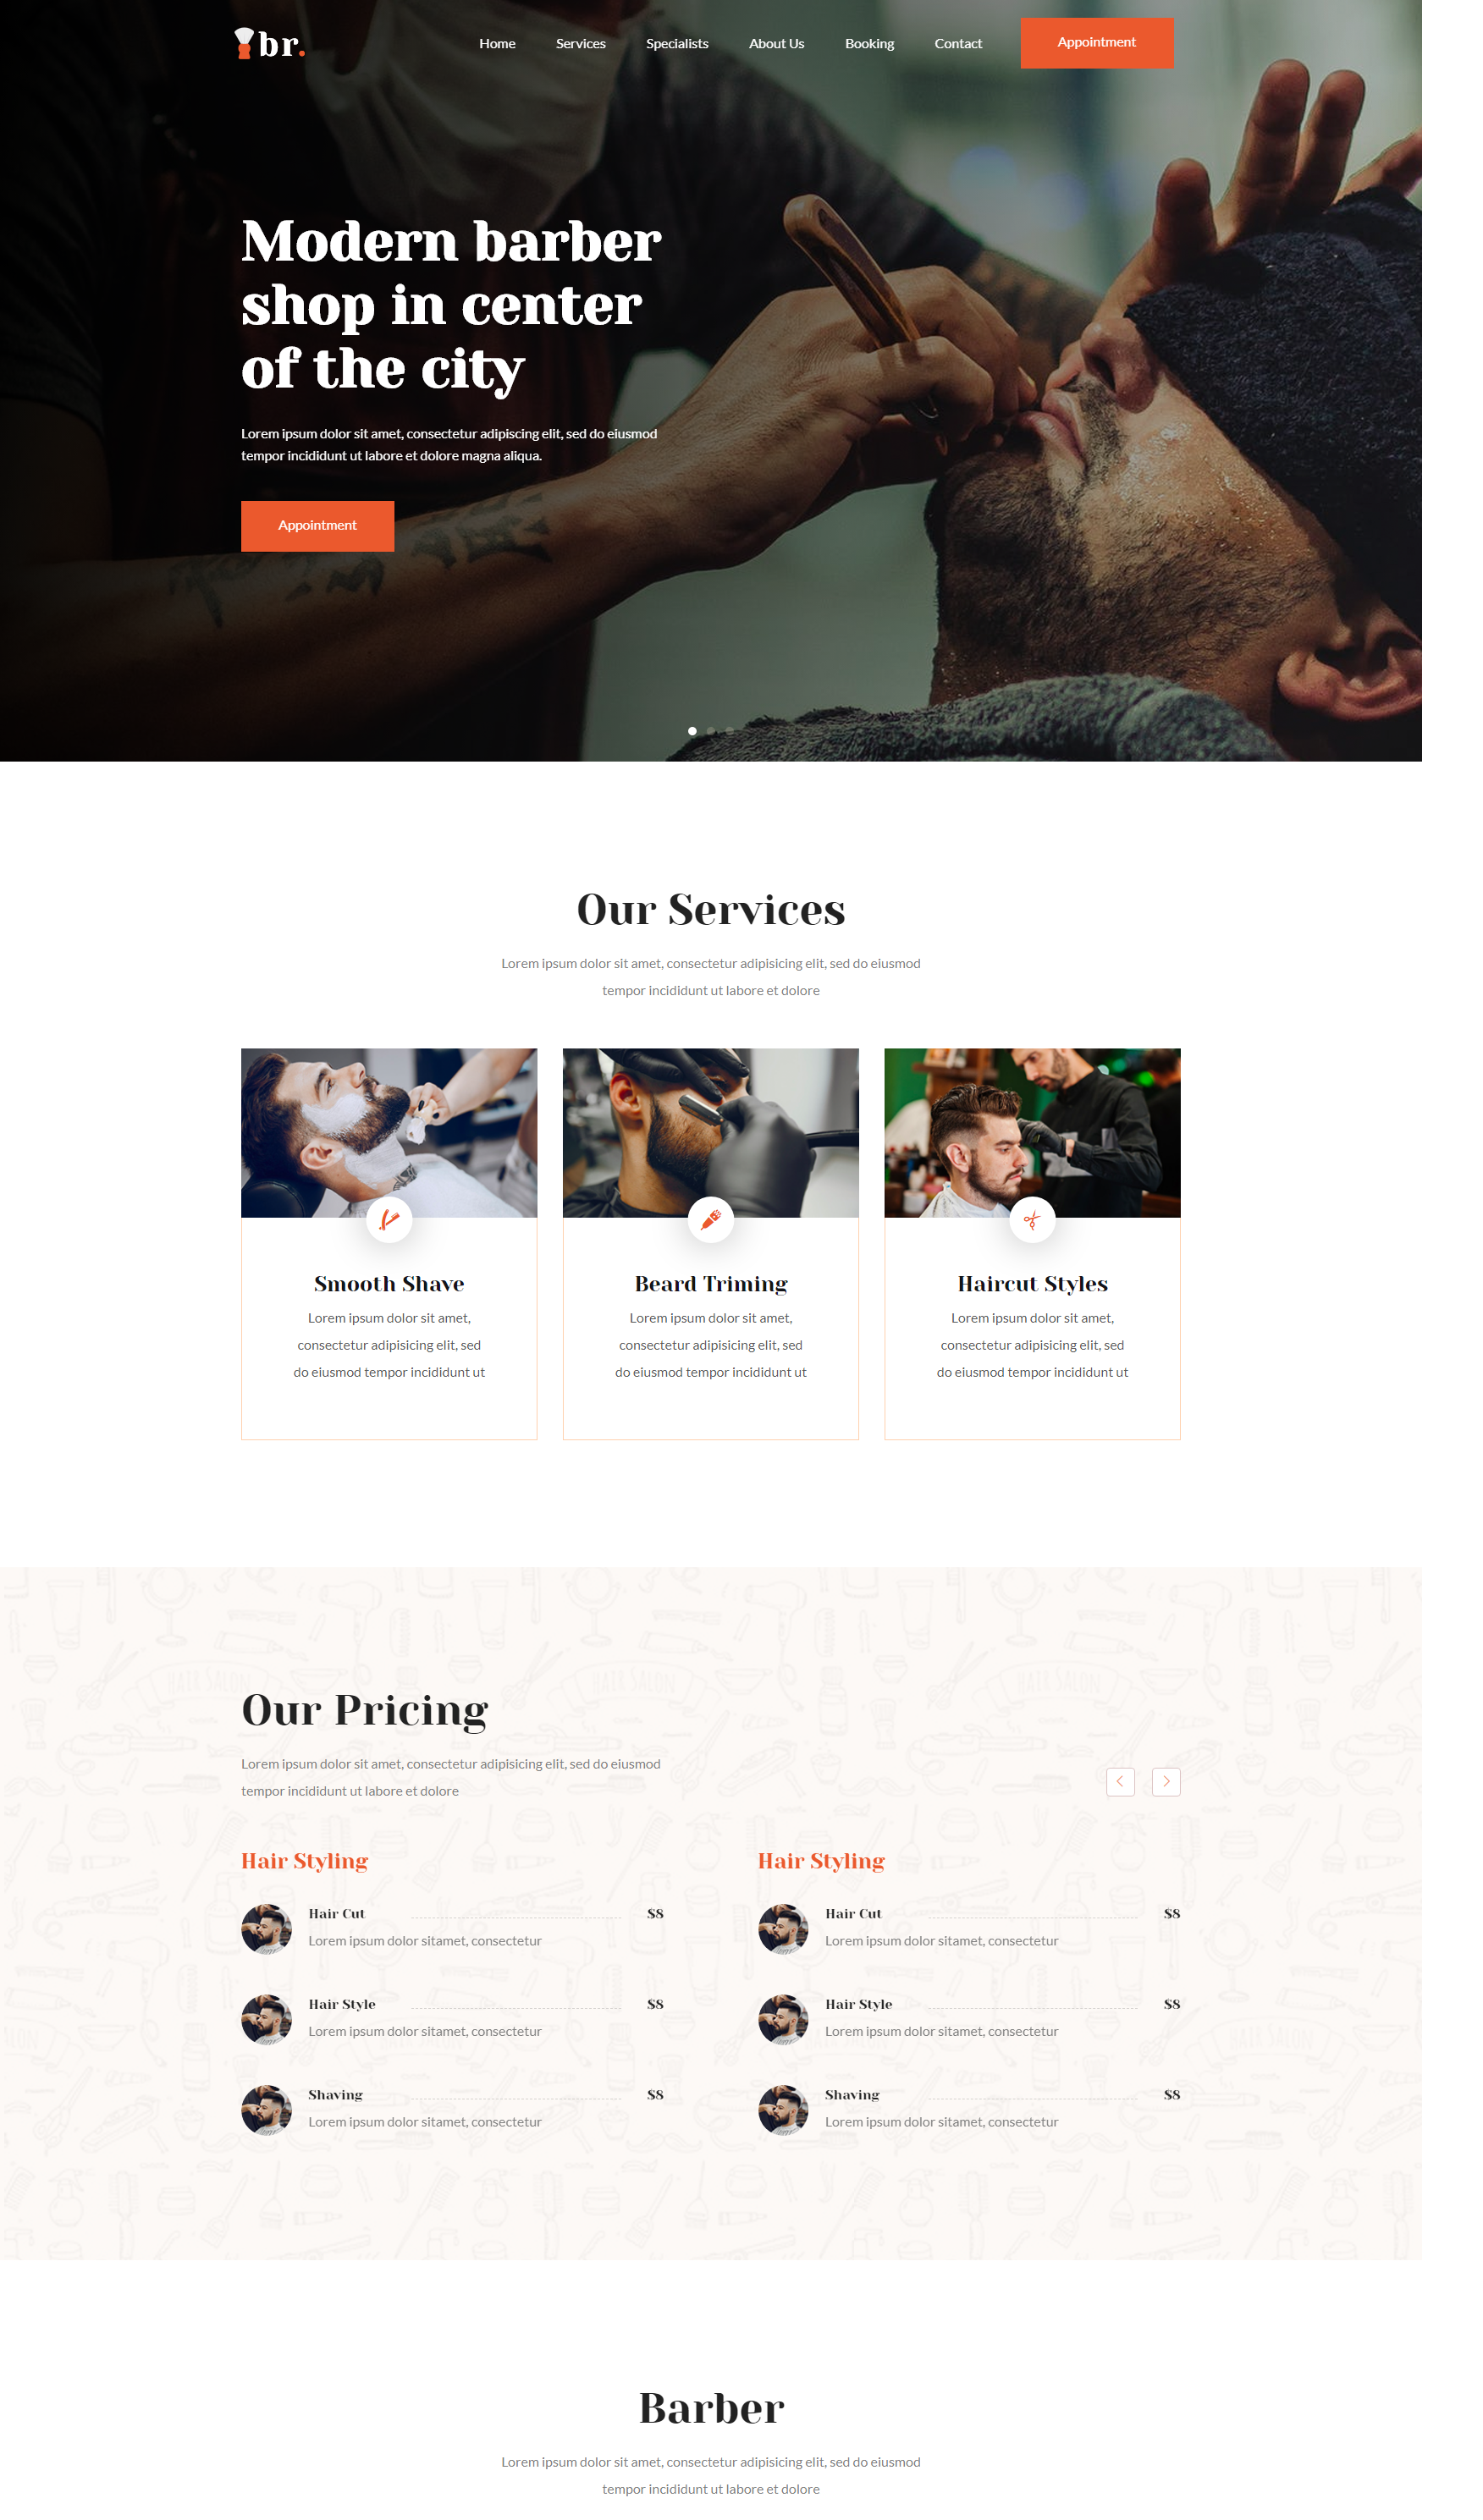 br.
Home Services Specialists About Us Booking Contact Appointment
Modern barber
shop in center
of the city
Lorem ipsum dolor sit amet, consectetur adipiscing elit, sed do eiusmod
tempor incididunt ut labore et dolore magna aliqua.
Appointment
Our Services
Lorem ipsum dolor sit amet, consectetur adipisicing elit, sed do eiusmod
tempor incididunt ut labore et dolore
Smooth Shave
Lorem ipsum dolor sit amet,
consectetur adipisicing elit, sed
do eiusmod tempor incididunt ut
Beard Triming
Lorem ipsum dolor sit amet,
consectetur adipisicing elit, sed
do eiusmod tempor incididunt ut
Haircut Styles
Lorem ipsum dolor sit amet,
consectetur adipisicing elit, sed
do eiusmod tempor incididunt ut
HAIR SALON HAIR SALON HAIR SALON
Our Pricing
Lorem ipsum dolor sit amet, consectetur adipisicing elit, sed do eiusmod
tempor incididunt ut labore et dolore
Hair Styling
Hair Cut $8
Lorem ipsum dolor sitamet, consectetur
Hair Style $8
Lorem ipsum dolor sitamet, consectetur
Shaving $8
Lorem ipsum dolor sitamet, consectetur
Hair Styling
Hair Cut $8
Lorem ipsum dolor sitamet, consectetur
Hair Style $8
Lorem ipsum dolor sitamet, consectetur
Shaving $8
Lorem ipsum dolor sitamet, consectetur
Barber
Lorem ipsum dolor sit amet, consectetur adipisicing elit, sed do eiusmod
tempor incididunt ut labore et dolore